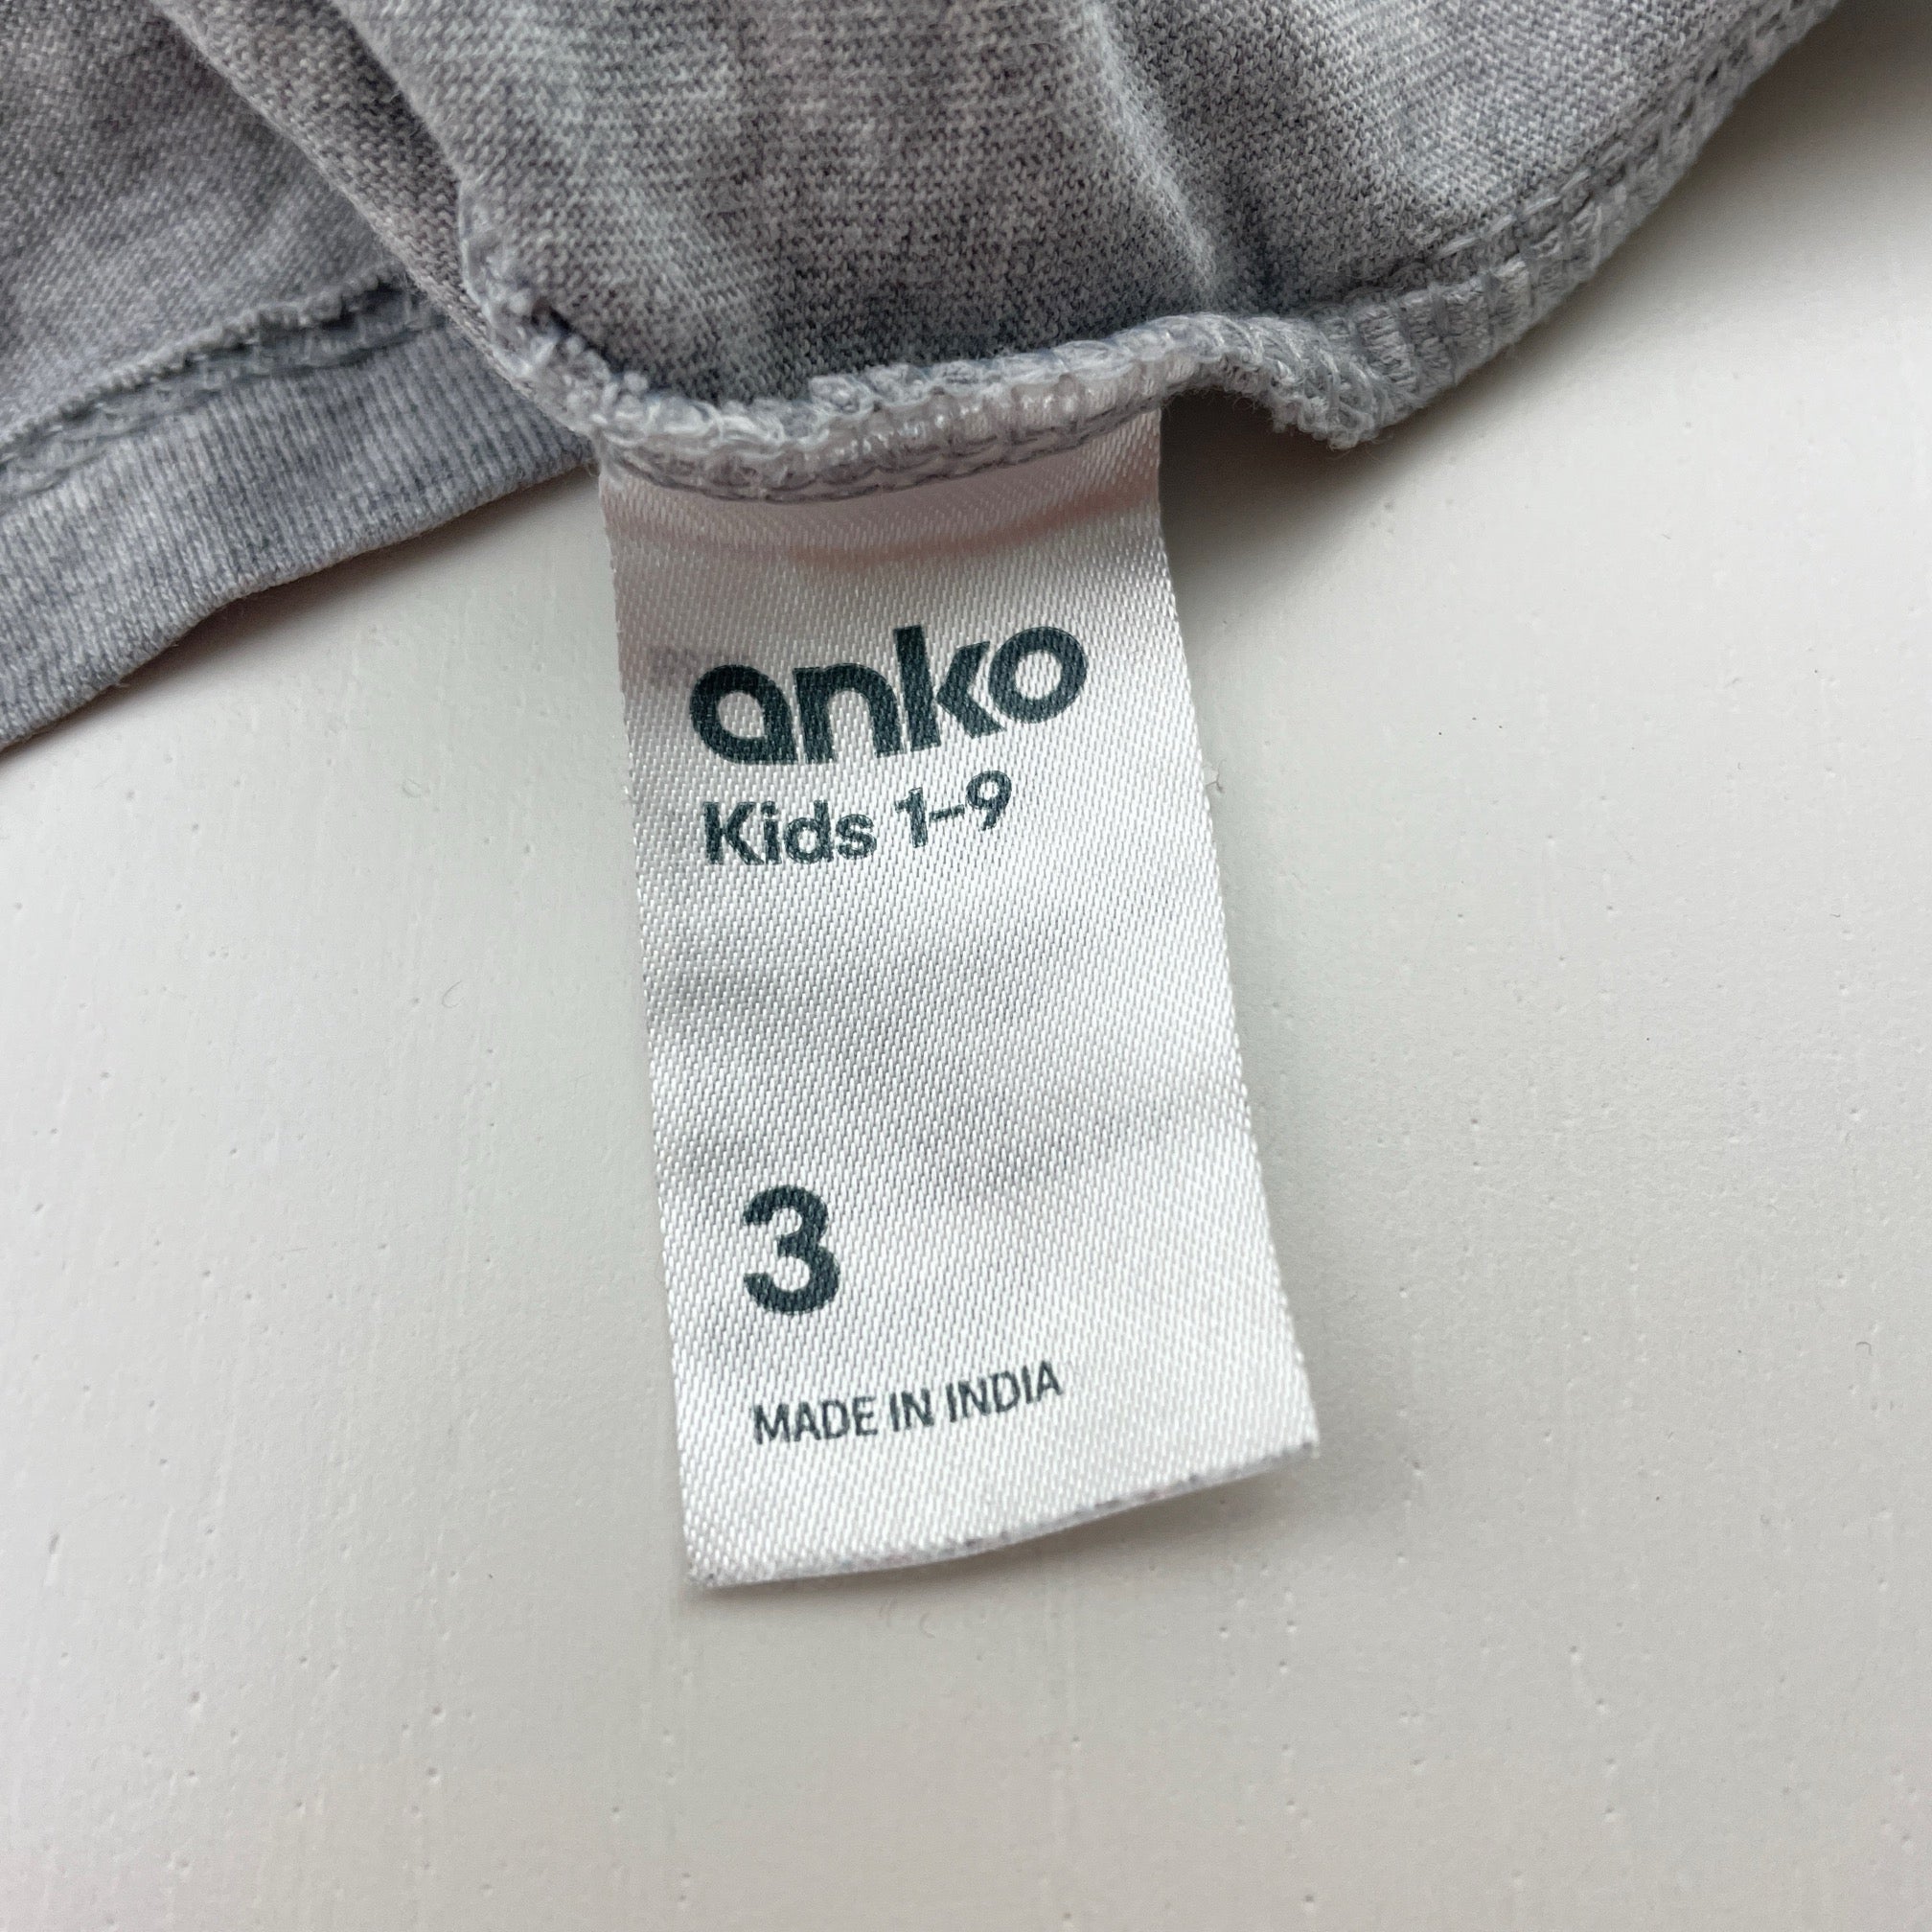 anko
Kids 1–9
3
MADE IN INDIA